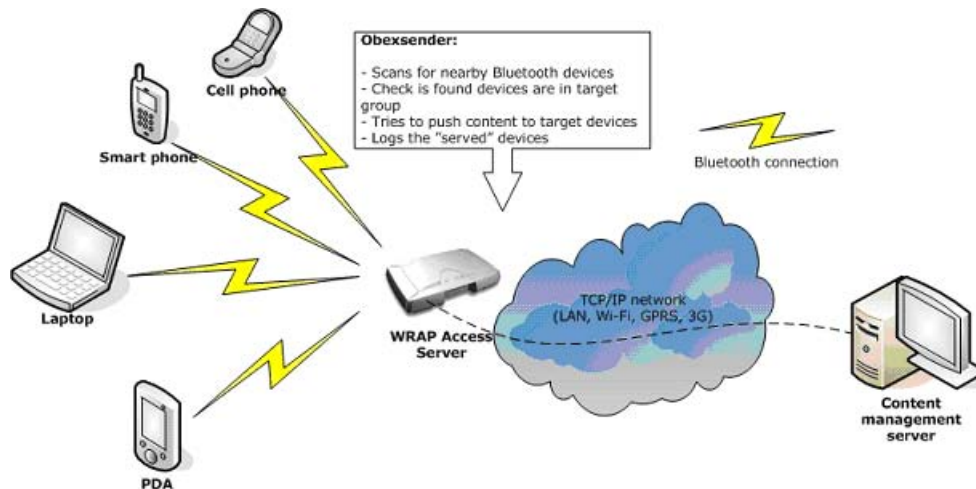 Obexsender:
- Scans for nearby Bluetooth devices
- Check is found devices are in target
group
- Tries to push content to target devices
- Logs the "served" devices
Cell phone
Smart phone
Bluetooth connection
Laptop
TCP/IP network
(LAN, Wi-Fi, GPRS, 3G)
WRAP Access
Server
Content
management
server
PDA